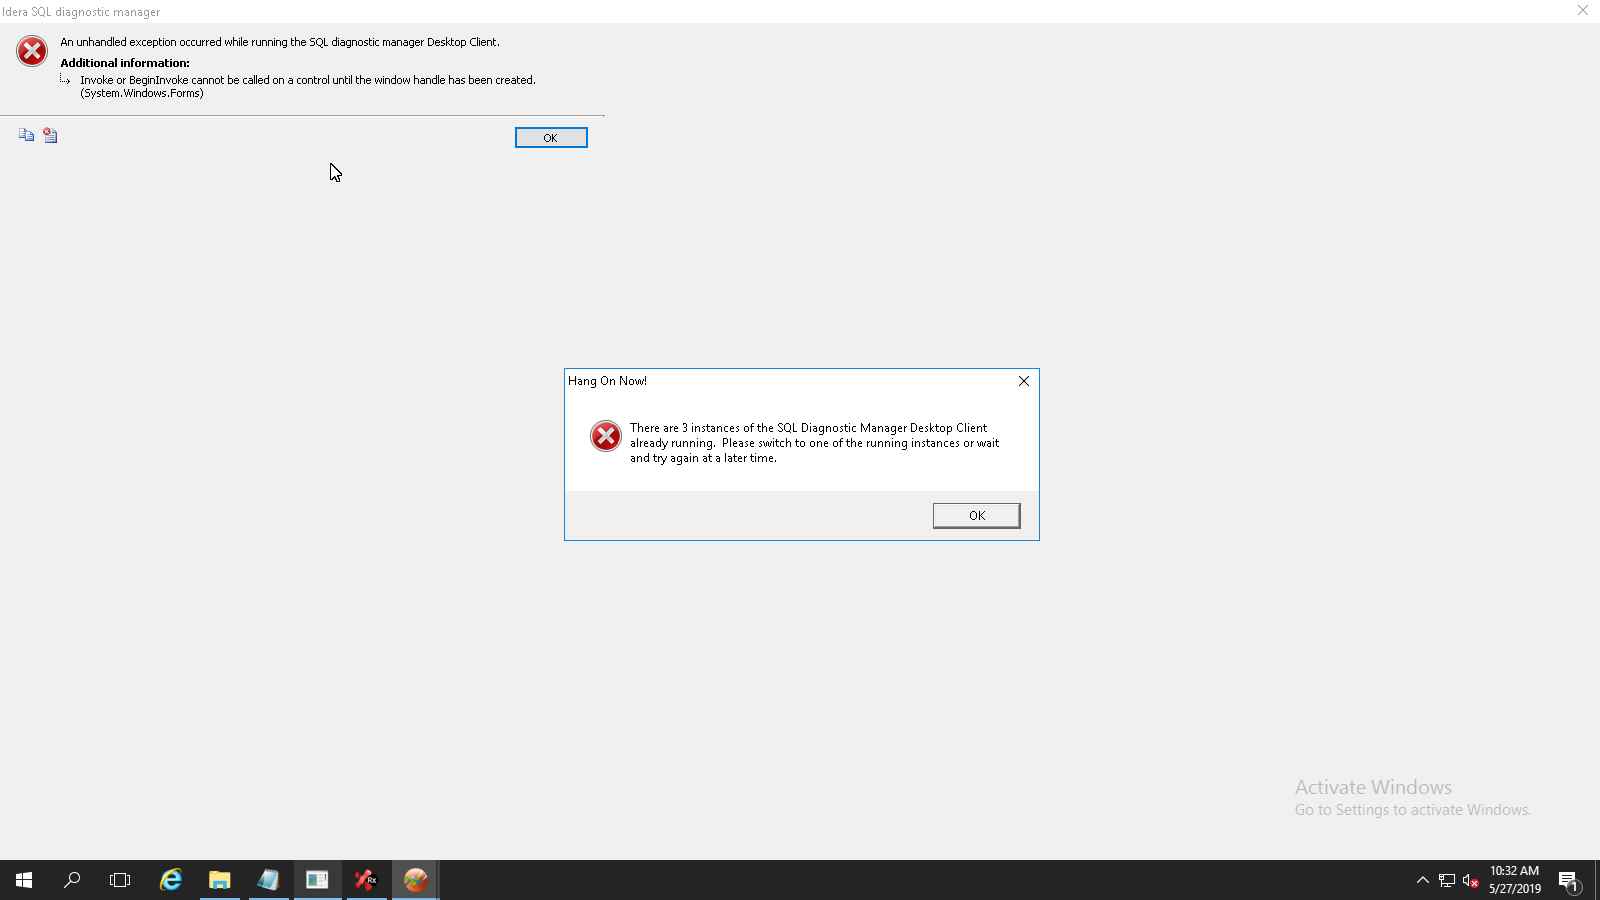 Idera SQL diagnostic manager
An unhandled exception occurred while running the SQL diagnostic manager Desktop Client.
Additional information:
Invoke or BeginInvoke cannot be called on a control until the window handle has been created.
(System.Windows.Forms)
OK
Hang On Now!
There are 3 instances of the SQL Diagnostic Manager Desktop Client
already running.  Please switch to one of the running instances or wait
and try again at a later time.
OK
Activate Windows
Go to Settings to activate Windows.
Rx
10:32 AM
5/27/2019
1